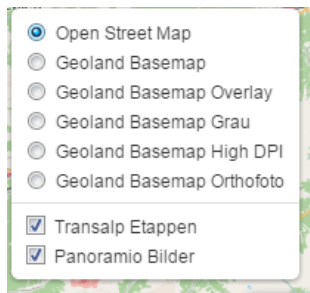 Open Street Map
Geoland Basemap
Geoland Basemap Overlay
Geoland Basemap Grau
Geoland Basemap High DPI
Geoland Basemap Orthofoto
Transalp Etappen
Panoramio Bilder